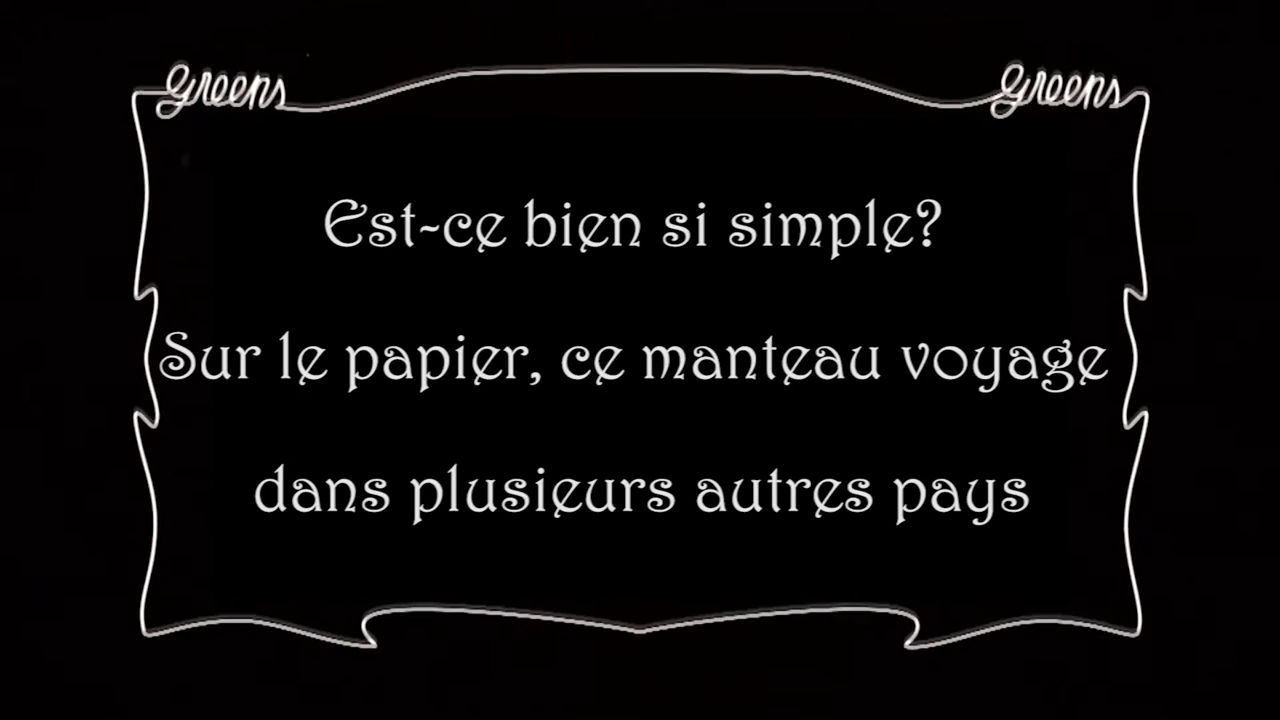 Greens Greens
Est-ce bien si simple?
Sur le papier, ce manteau voyage
dans plusieurs autres pays